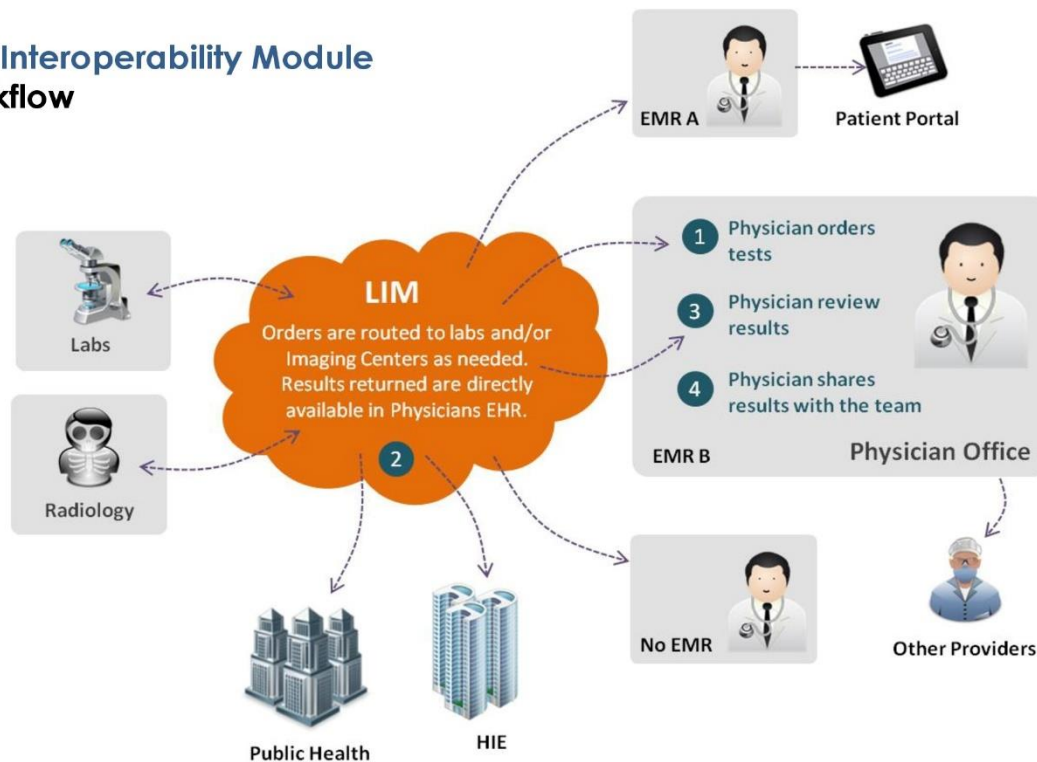 Interoperability Module
kflow
EMR A
Patient Portal
Labs
Radiology
LIM
Orders are routed to labs and/or
Imaging Centers as needed.
Results returned are directly
available in Physicians EHR.
2
1
Physician orders
tests
3
Physician review
results
4
Physician shares
results with the team
EMR B
Physician Office
No EMR
Other Providers
Public Health
HIE